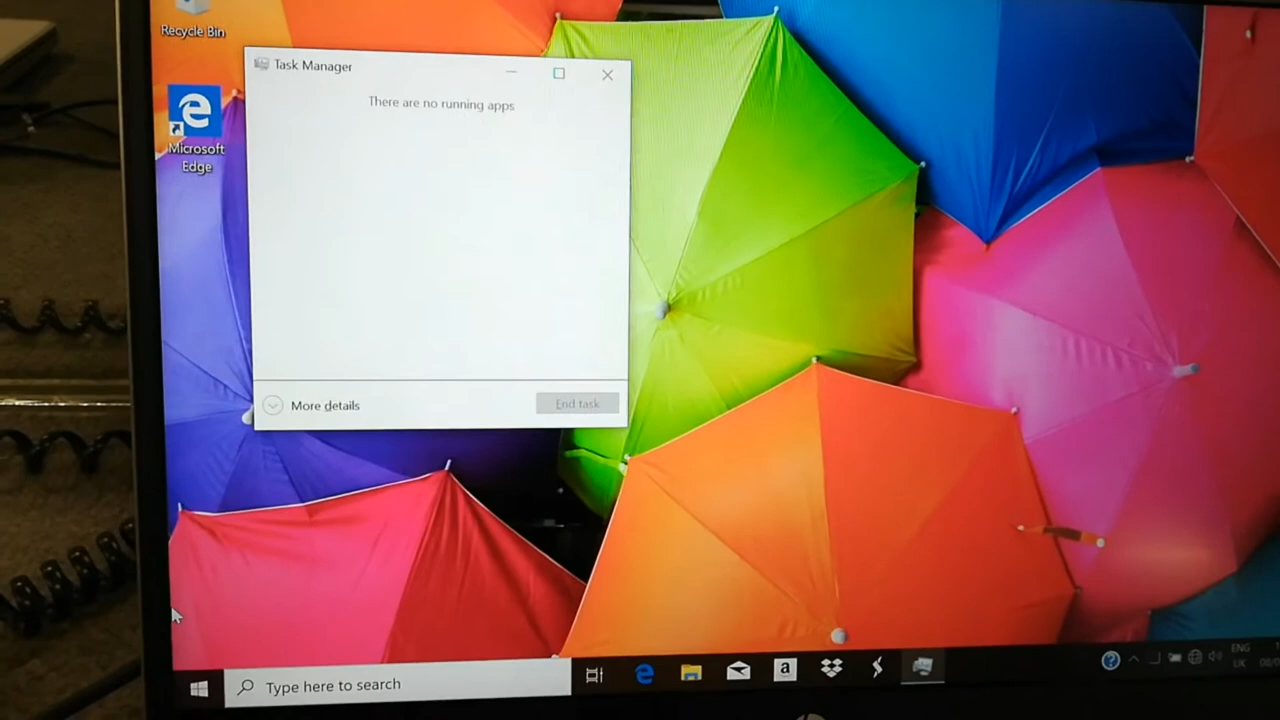 Recycle Bin
Task Manager
There are no running apps
Microsoft
Edge
More details
End task
Type here to search
a
ENG
UK